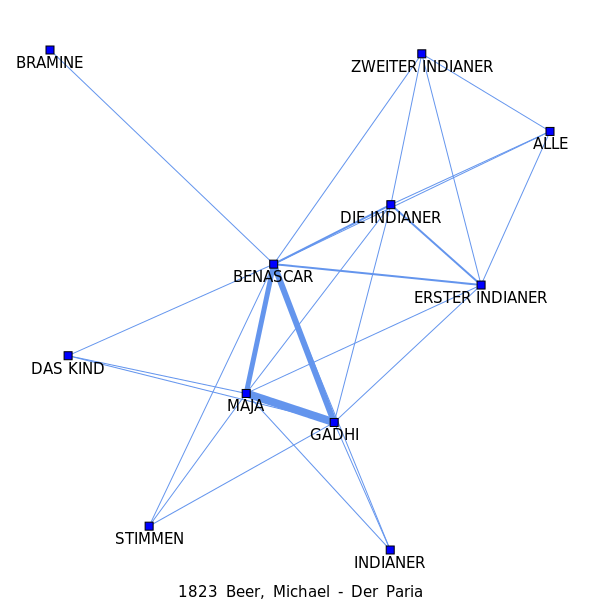 BRAMINE
ZWEITER INDIANER
ALLE
DIE INDIANER
BENASCAR
ERSTER INDIANER
DAS KIND
MAJA
GADHI
STIMMEN
INDIANER
1823 Beer, Michael - Der Paria